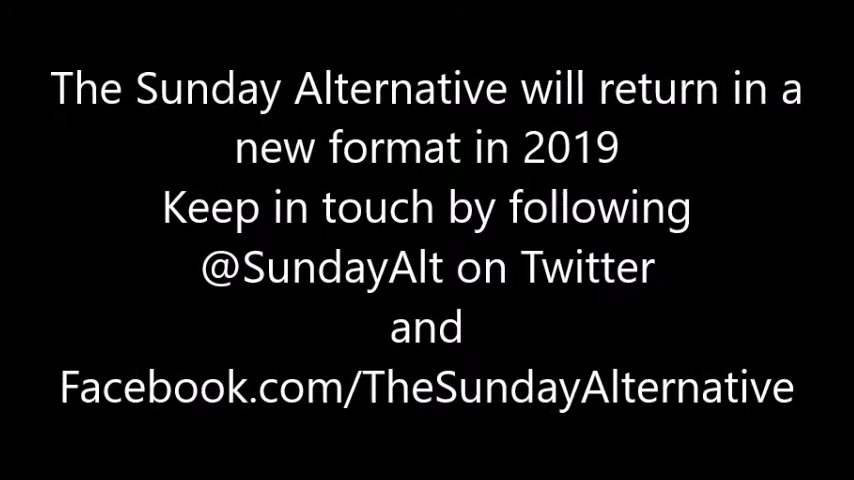 The Sunday Alternative will return in a
new format in 2019
Keep in touch by following
@SundayAlt on Twitter
and
Facebook.com/TheSundayAlternative